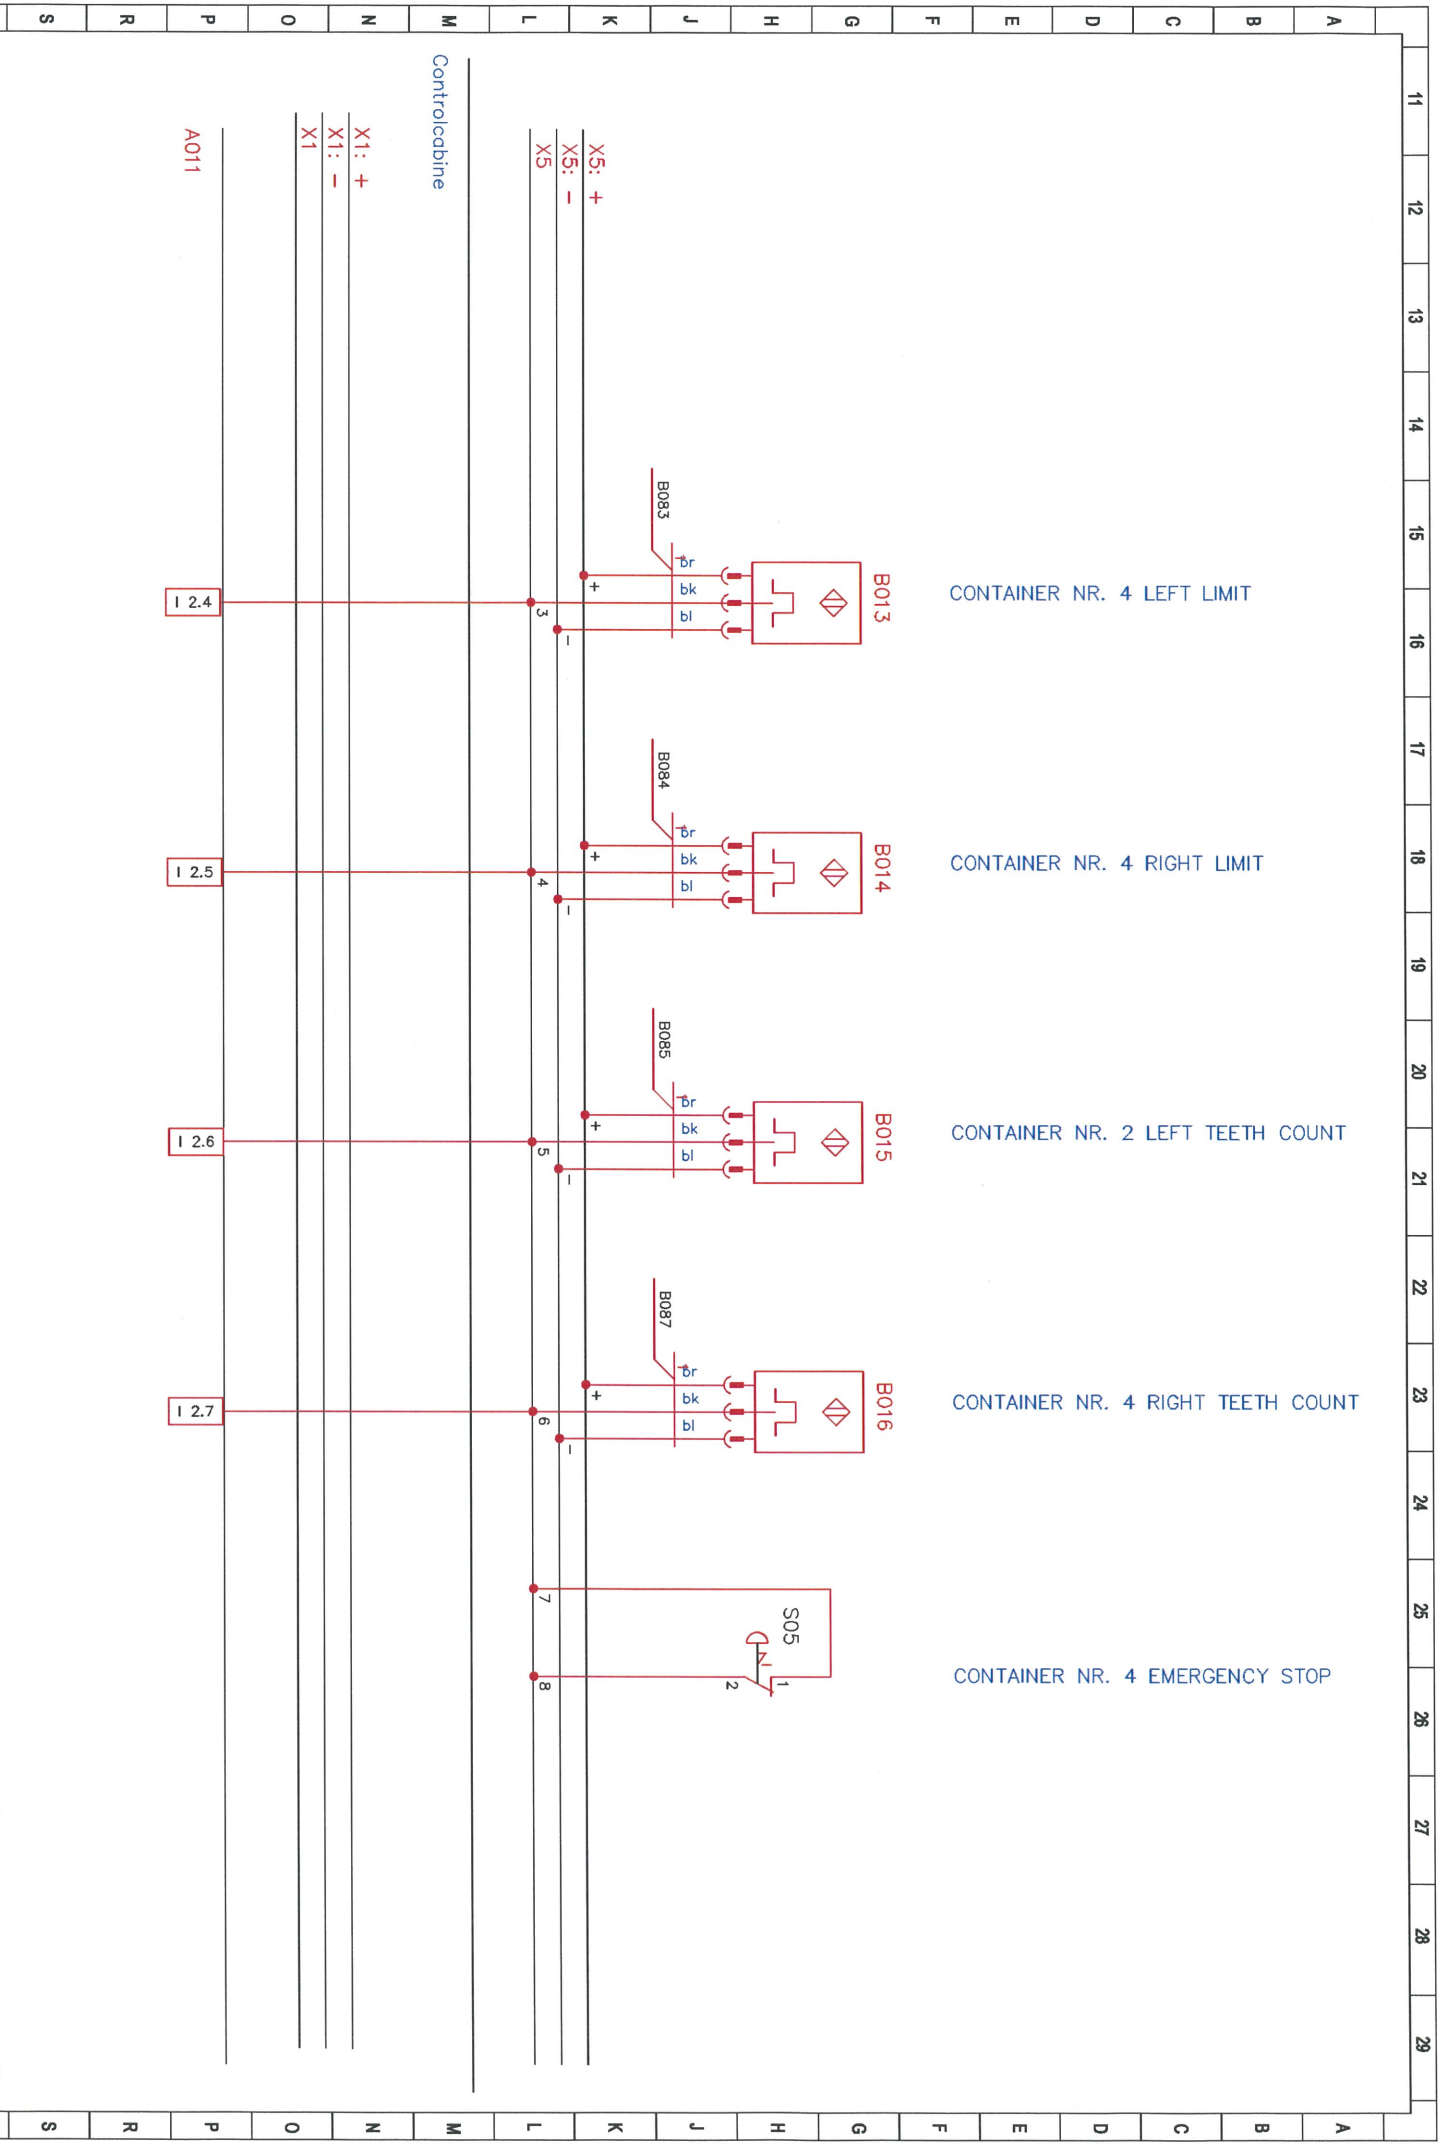 S R P O N M L K J H G F E D C B A
11 12 13 14 15 16 17 18 19 20 21 22 23 24 25 26 27 28 29
CONTAINER NR. 4 LEFT LIMIT
CONTAINER NR. 4 RIGHT LIMIT
CONTAINER NR. 2 LEFT TEETH COUNT
CONTAINER NR. 4 RIGHT TEETH COUNT
CONTAINER NR. 4 EMERGENCY STOP
B013
B014
B015
B016
S05
1
2
B083
br
bk
bl
B084
br
bk
bl
B085
br
bk
bl
B087
br
bk
bl
X5: +
X5: -
X5
+
3
-
+
4
-
+
5
-
+
6
-
7
8
Controlcabine
X1: +
X1: -
X1
A011
I 2.4
I 2.5
I 2.6
I 2.7
S R P O N M L K J H G F E D C B A